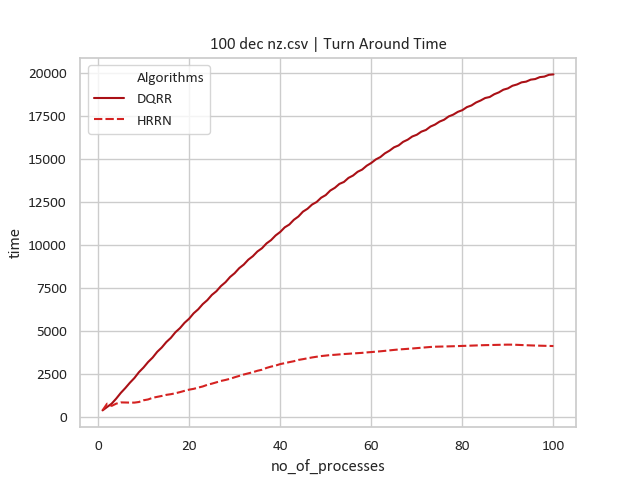 100 dec nz.csv | Turn Around Time
Algorithms
DQRR
HRRN
20000
17500
15000
12500
10000
7500
5000
2500
0
time
0 20 40 60 80 100
no_of_processes